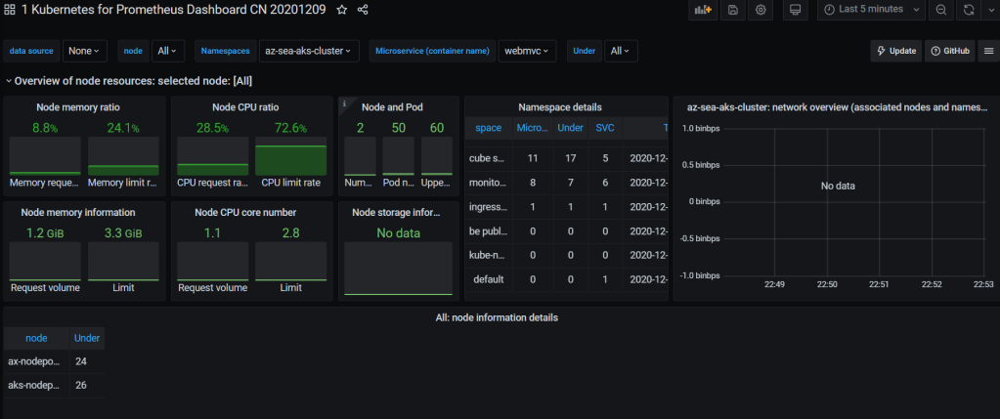 1 Kubernetes for Prometheus Dashboard CN 20201209
Last 5 minutes
data source None
node All
Namespaces az-sea-aks-cluster
Microservice (container name) webmvc
Under All
Update
GitHub
Overview of node resources: selected node: [All]
Node memory ratio
8.8% 24.1%
Memory reque... Memory limit r...
Node CPU ratio
28.5% 72.6%
CPU request ra... CPU limit rate
Node and Pod
2 50 60
Num... Pod n... Uppe...
Namespace details
space Micro... Under SVC T
cube s... 11 17 5 2020-12-
monito... 8 7 6 2020-12-
ingress... 1 1 1 2020-12-
be publ... 0 0 0 2020-12-
kube-n... 0 0 0 2020-12-
default 0 0 1 2020-12-
az-sea-aks-cluster: network overview (associated nodes and names...
1.0 binbps
0.5 binbps
0 binbps
-0.5 binbps
-1.0 binbps
No data
22:49 22:50 22:51 22:52 22:53
Node memory information
1.2 GiB 3.3 GiB
Request volume Limit
Node CPU core number
1.1 2.8
Request volume Limit
Node storage infor...
No data
All: node information details
node Under
ax-nodepo... 24
aks-nodep... 26